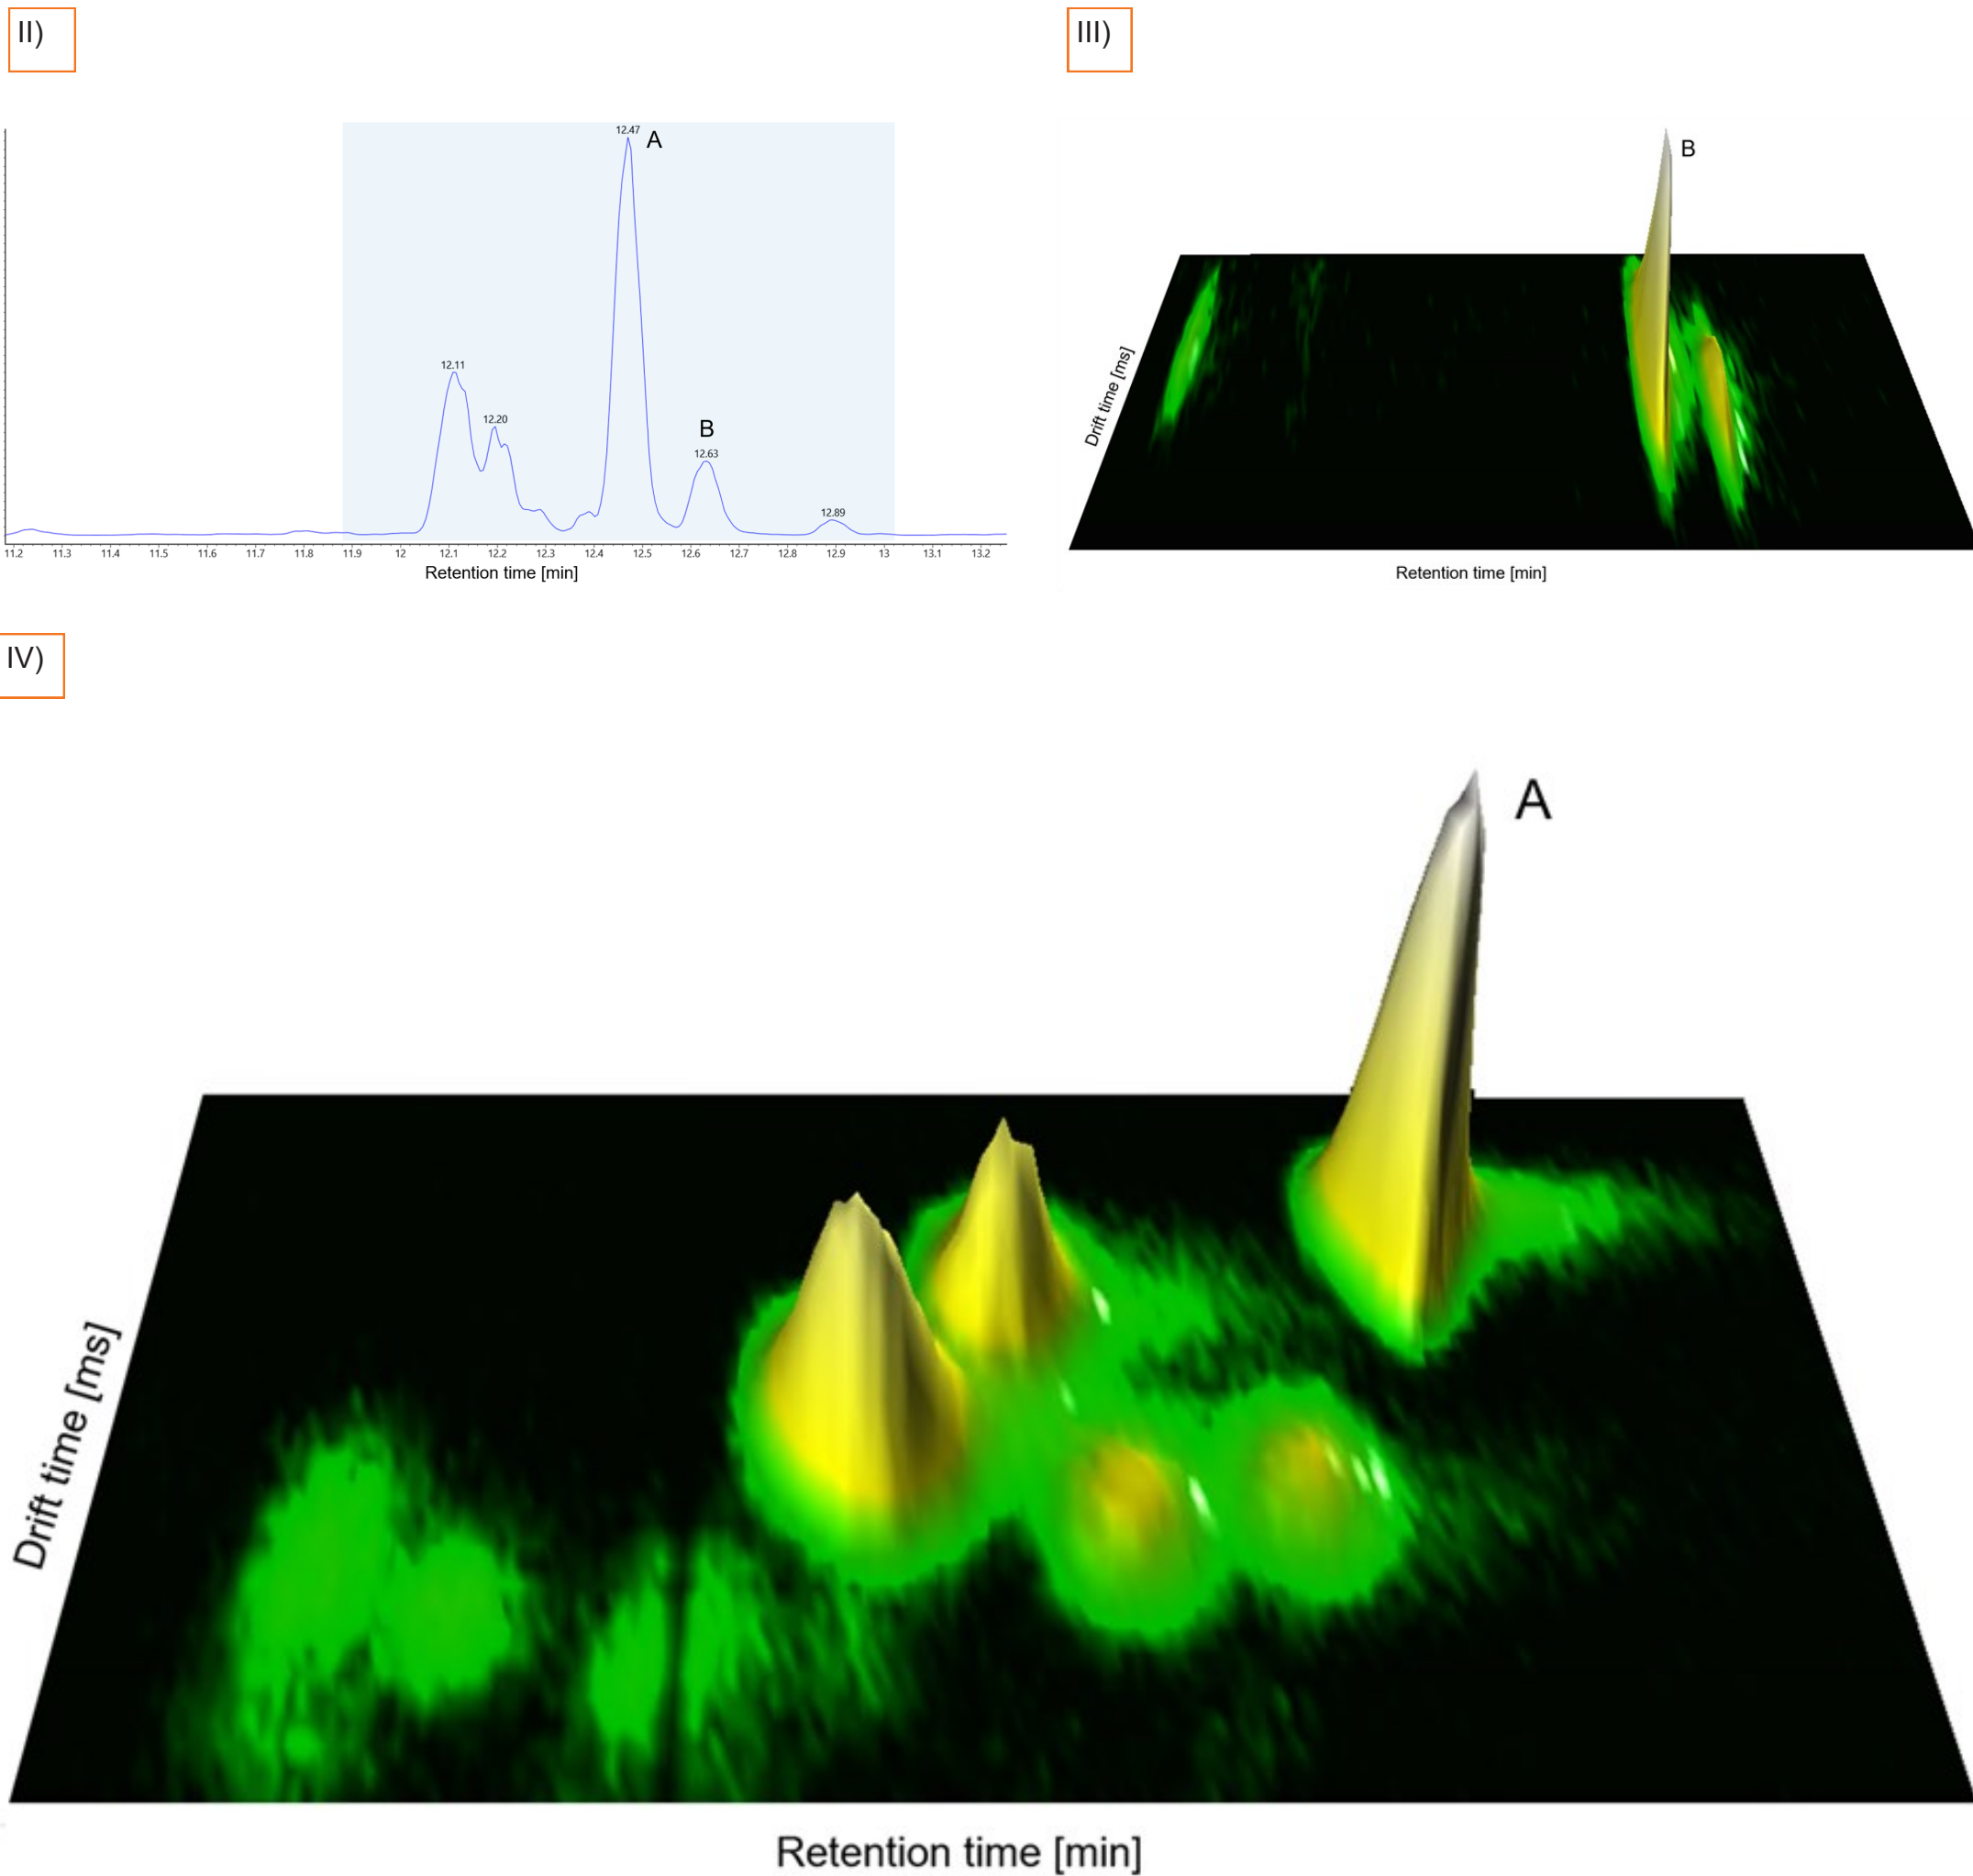 II)
12.47
A
12.11
12.20
B
12.63
12.89
11.2 11.3 11.4 11.5 11.6 11.7 11.8 11.9 12 12.1 12.2 12.3 12.4 12.5 12.6 12.7 12.8 12.9 13 13.1 13.2
Retention time [min]
III)
B
Drift time [ms]
Retention time [min]
IV)
A
Drift time [ms]
Retention time [min]